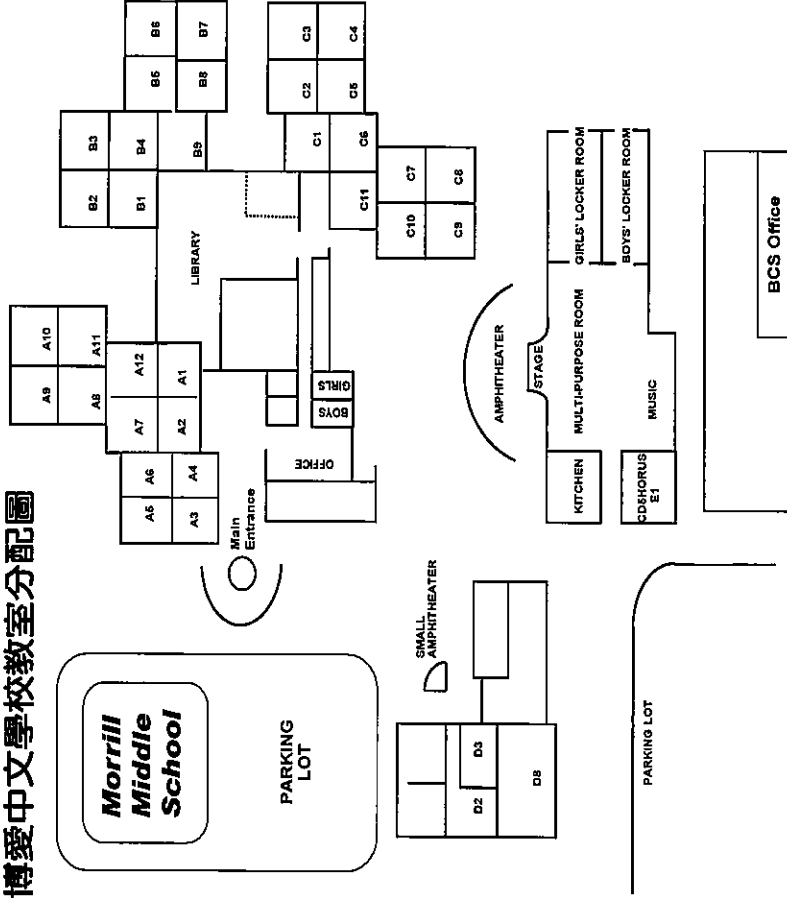 博愛中文學校教室分配圖
Morrill
Middle
School
PARKING
LOT
Main
Entrance
A10
A9
A11
A8
A12
A7
A1
A2
A6
A5
A4
A3
B3
B2
B4
B1
B6
B5
B7
B8
B9
LIBRARY
C3
C2
C4
C5
C1
C6
C11
C7
C10
C8
C9
OFFICE
BOYS
GIRLS
SMALL
AMPHITHEATER
D3
D2
D8
AMPHITHEATER
STAGE
MULTI-PURPOSE ROOM
GIRLS' LOCKER ROOM
BOYS' LOCKER ROOM
KITCHEN
MUSIC
CD5HORUS
E1
PARKING LOT
BCS Office